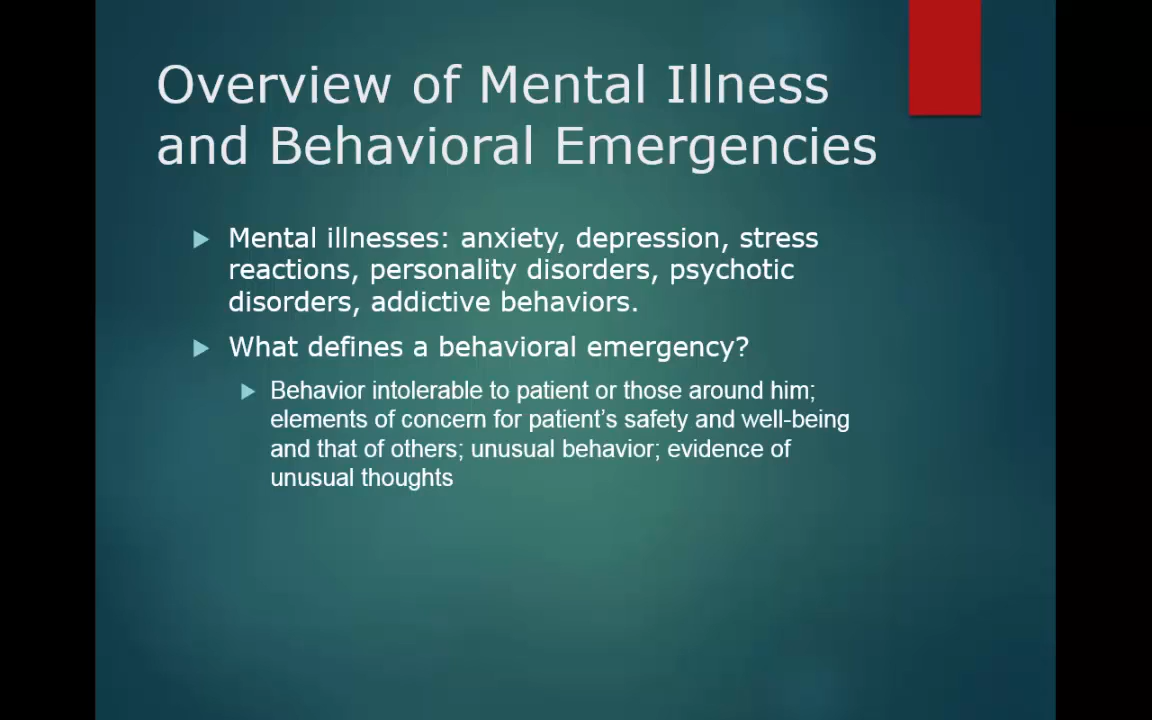 Overview of Mental Illness
and Behavioral Emergencies
Mental illnesses: anxiety, depression, stress
reactions, personality disorders, psychotic
disorders, addictive behaviors.
What defines a behavioral emergency?
Behavior intolerable to patient or those around him;
elements of concern for patient’s safety and well-being
and that of others; unusual behavior; evidence of
unusual thoughts